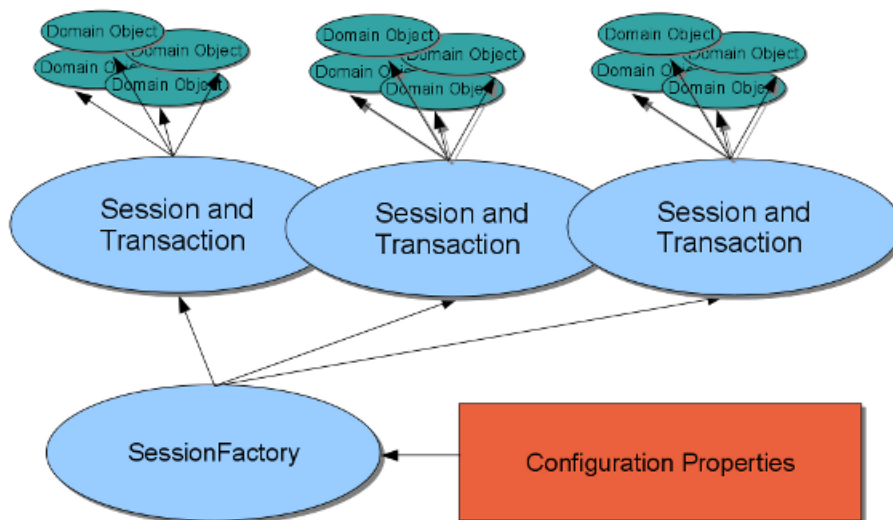 Domain Object
Domain Object
Domain Object
Domain Object
Domain Object
Domain Object
Domain Object
Domain Object
Domain Object
Domain Object
Domain Object
Domain Object
Session and
Transaction
Session and
Transaction
Session and
Transaction
SessionFactory
Configuration Properties